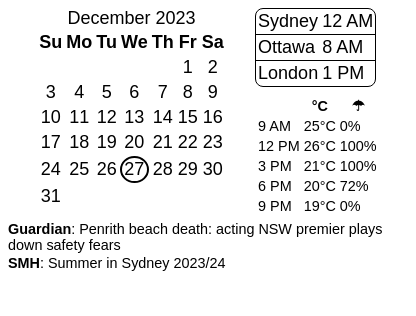 December 2023
Su Mo Tu We Th Fr Sa
1 2
3 4 5 6 7 8 9
10 11 12 13 14 15 16
17 18 19 20 21 22 23
24 25 26 27 28 29 30
31
Sydney 12 AM
Ottawa 8 AM
London 1 PM
°C ☂
9 AM 25°C 0%
12 PM 26°C 100%
3 PM 21°C 100%
6 PM 20°C 72%
9 PM 19°C 0%
Guardian: Penrith beach death: acting NSW premier plays
down safety fears
SMH: Summer in Sydney 2023/24